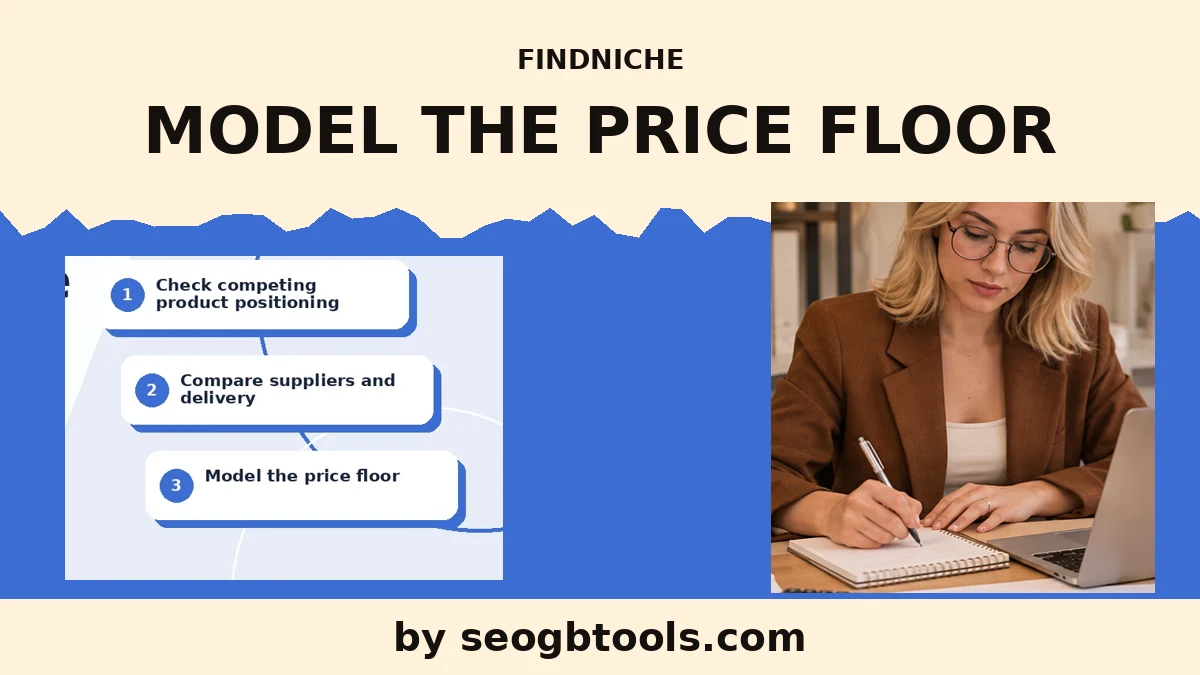 FINDNICHE
MODEL THE PRICE FLOOR
1
Check competing
product positioning
2
Compare suppliers and
delivery
3
Model the price floor
by seogbtools.com